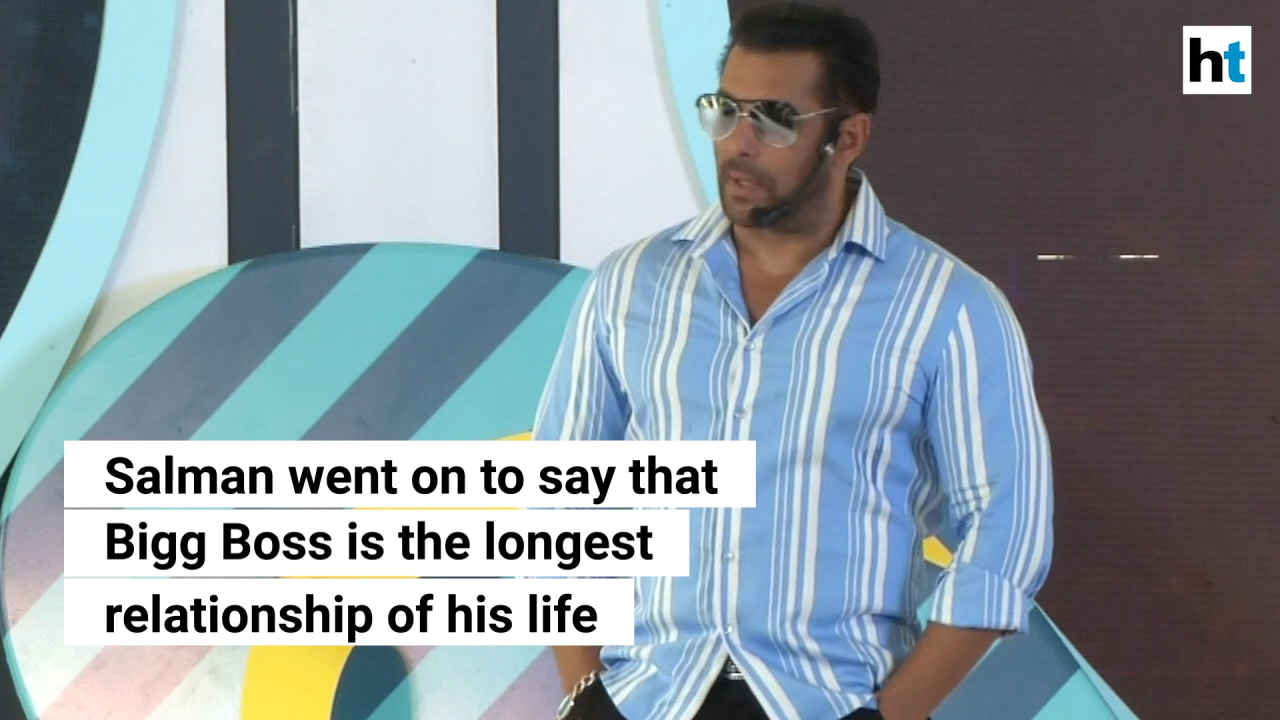 ht
Salman went on to say that
Bigg Boss is the longest
relationship of his life